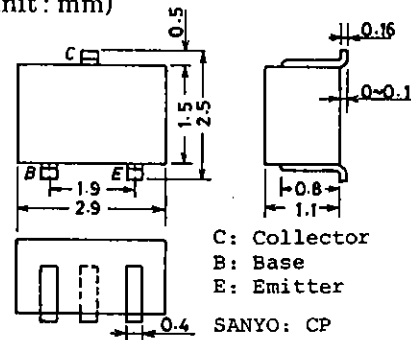 nit : mm)
0.5
C
0.16
1.5
2.5
0~0.1
B
E
1.9
2.9
0.8
1.1
C: Collector
B: Base
E: Emitter
0.4
SANYO: CP